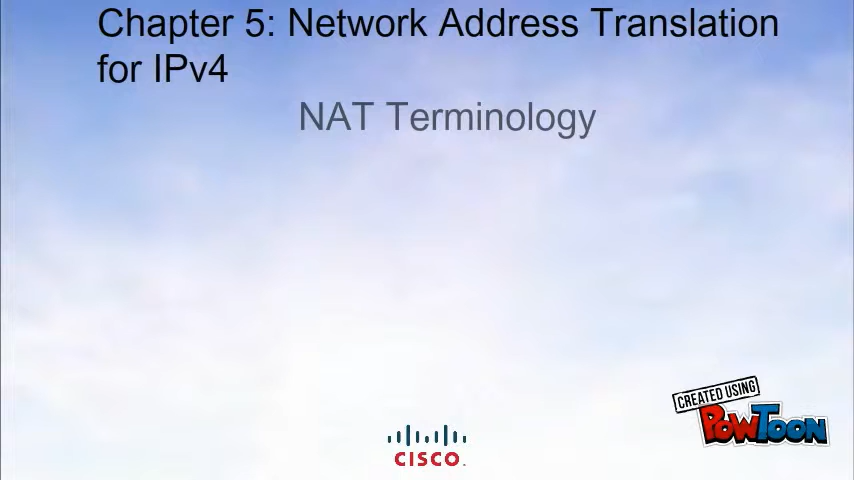 Chapter 5: Network Address Translation
for IPv4
NAT Terminology
CREATED USING
POWTOON
CISCO.